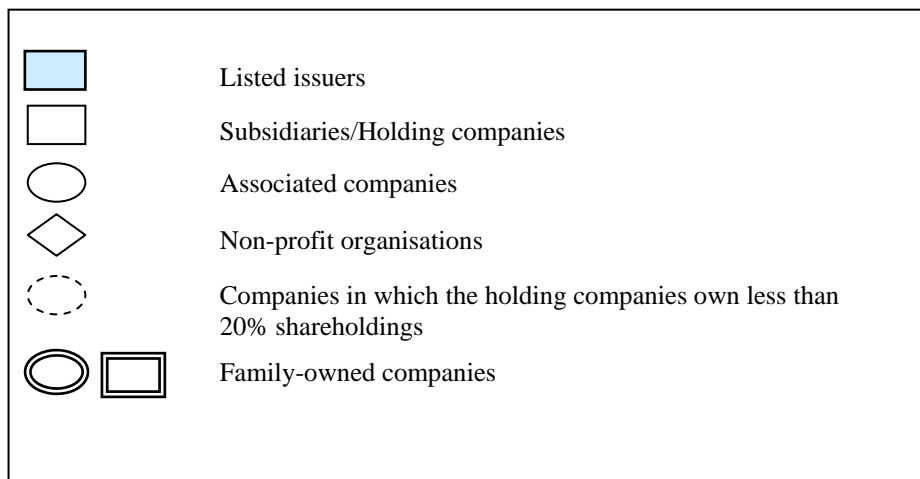 Listed issuers
Subsidiaries/Holding companies
Associated companies
Non-profit organisations
Companies in which the holding companies own less than
20% shareholdings
Family-owned companies